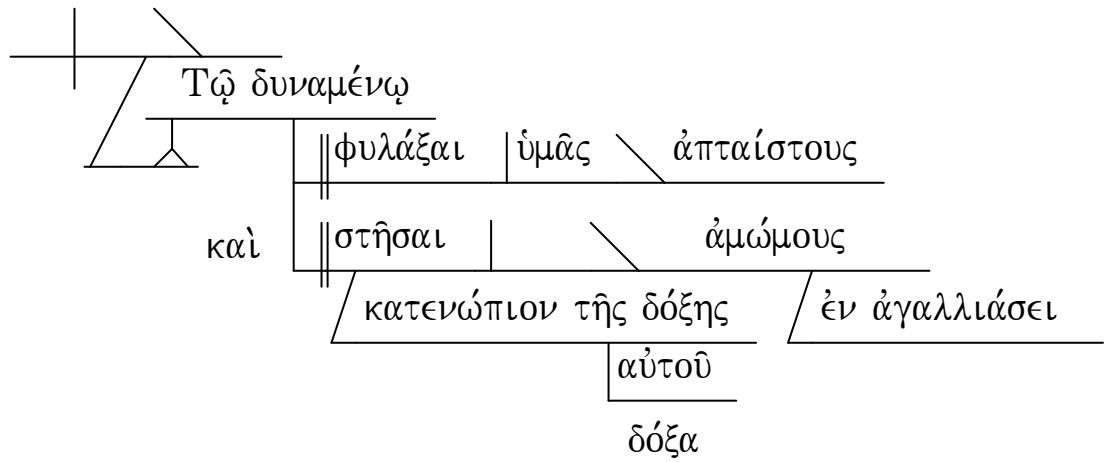 Τῷ δυναμένῳ
φυλάξαι ὑμᾶς ἀπταίστους
καὶ στῆσαι ἀμώμους
κατενώπιον τῆς δόξης ἐν ἀγαλλιάσει
αὐτοῦ
δόξα